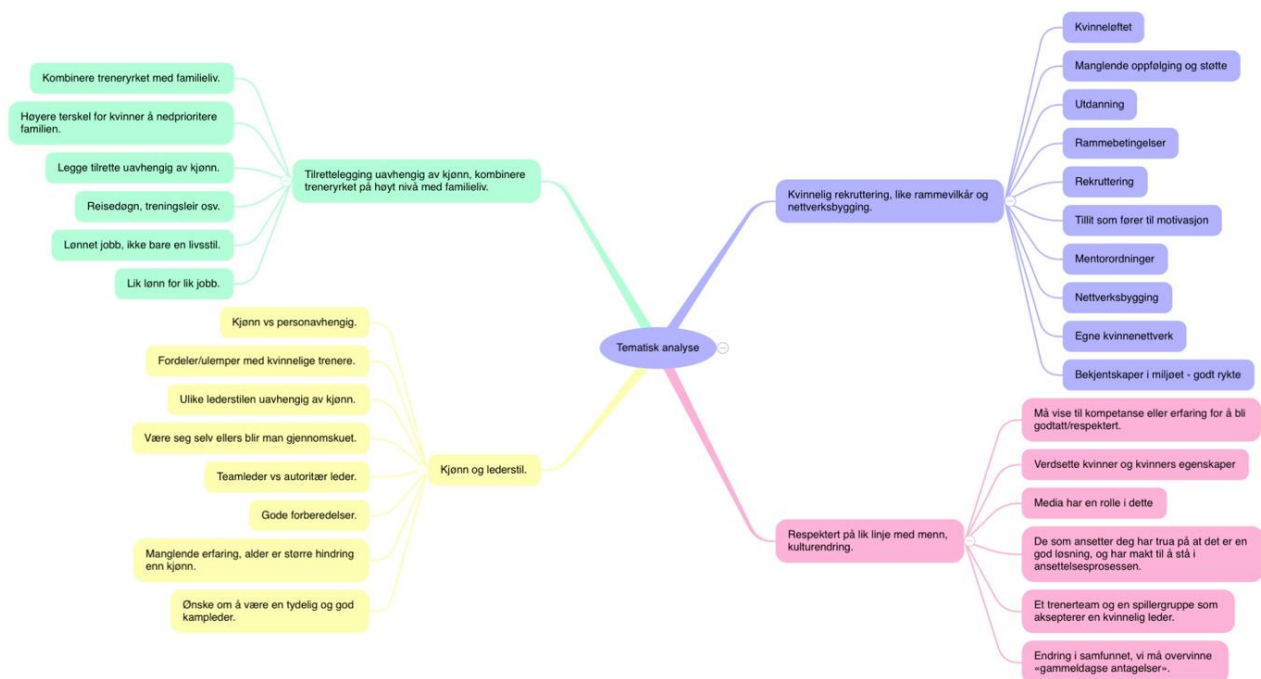 Tematisk analyse
Tilrettelegging uavhengig av kjønn, kombinere
treneryrket på høyt nivå med familieliv.
Kombinere treneryrket med familieliv.
Høyere terskel for kvinner å nedprioritere
familien.
Legge tilrette uavhengig av kjønn.
Reisedøgn, treningsleir osv.
Lønnet jobb, ikke bare en livsstil.
Lik lønn for lik jobb.
Kjønn og lederstil.
Kjønn vs personavhengig.
Fordeler/ulemper med kvinnelige trenere.
Ulike lederstilen uavhengig av kjønn.
Være seg selv ellers blir man gjennomskuet.
Teamleder vs autoritær leder.
Gode forberedelser.
Manglende erfaring, alder er større hindring
enn kjønn.
Ønske om å være en tydelig og god
kampleder.
Kvinnelig rekruttering, like rammevilkår og
nettverksbygging.
Kvinneløftet
Manglende oppfølging og støtte
Utdanning
Rammebetingelser
Rekruttering
Tillit som fører til motivasjon
Mentorordninger
Nettverksbygging
Egne kvinnenettverk
Bekjentskaper i miljøet - godt rykte
Respektert på lik linje med menn,
kulturendring.
Må vise til kompetanse eller erfaring for å bli
godtatt/respektert.
Verdsette kvinner og kvinners egenskaper
Media har en rolle i dette
De som ansetter deg har trua på at det er en
god løsning, og har makt til å stå i
ansettelsesprosessen.
Et trenerteam og en spillergruppe som
aksepterer en kvinnelig leder.
Endring i samfunnet, vi må overvinne
«gammeldagse antagelser».